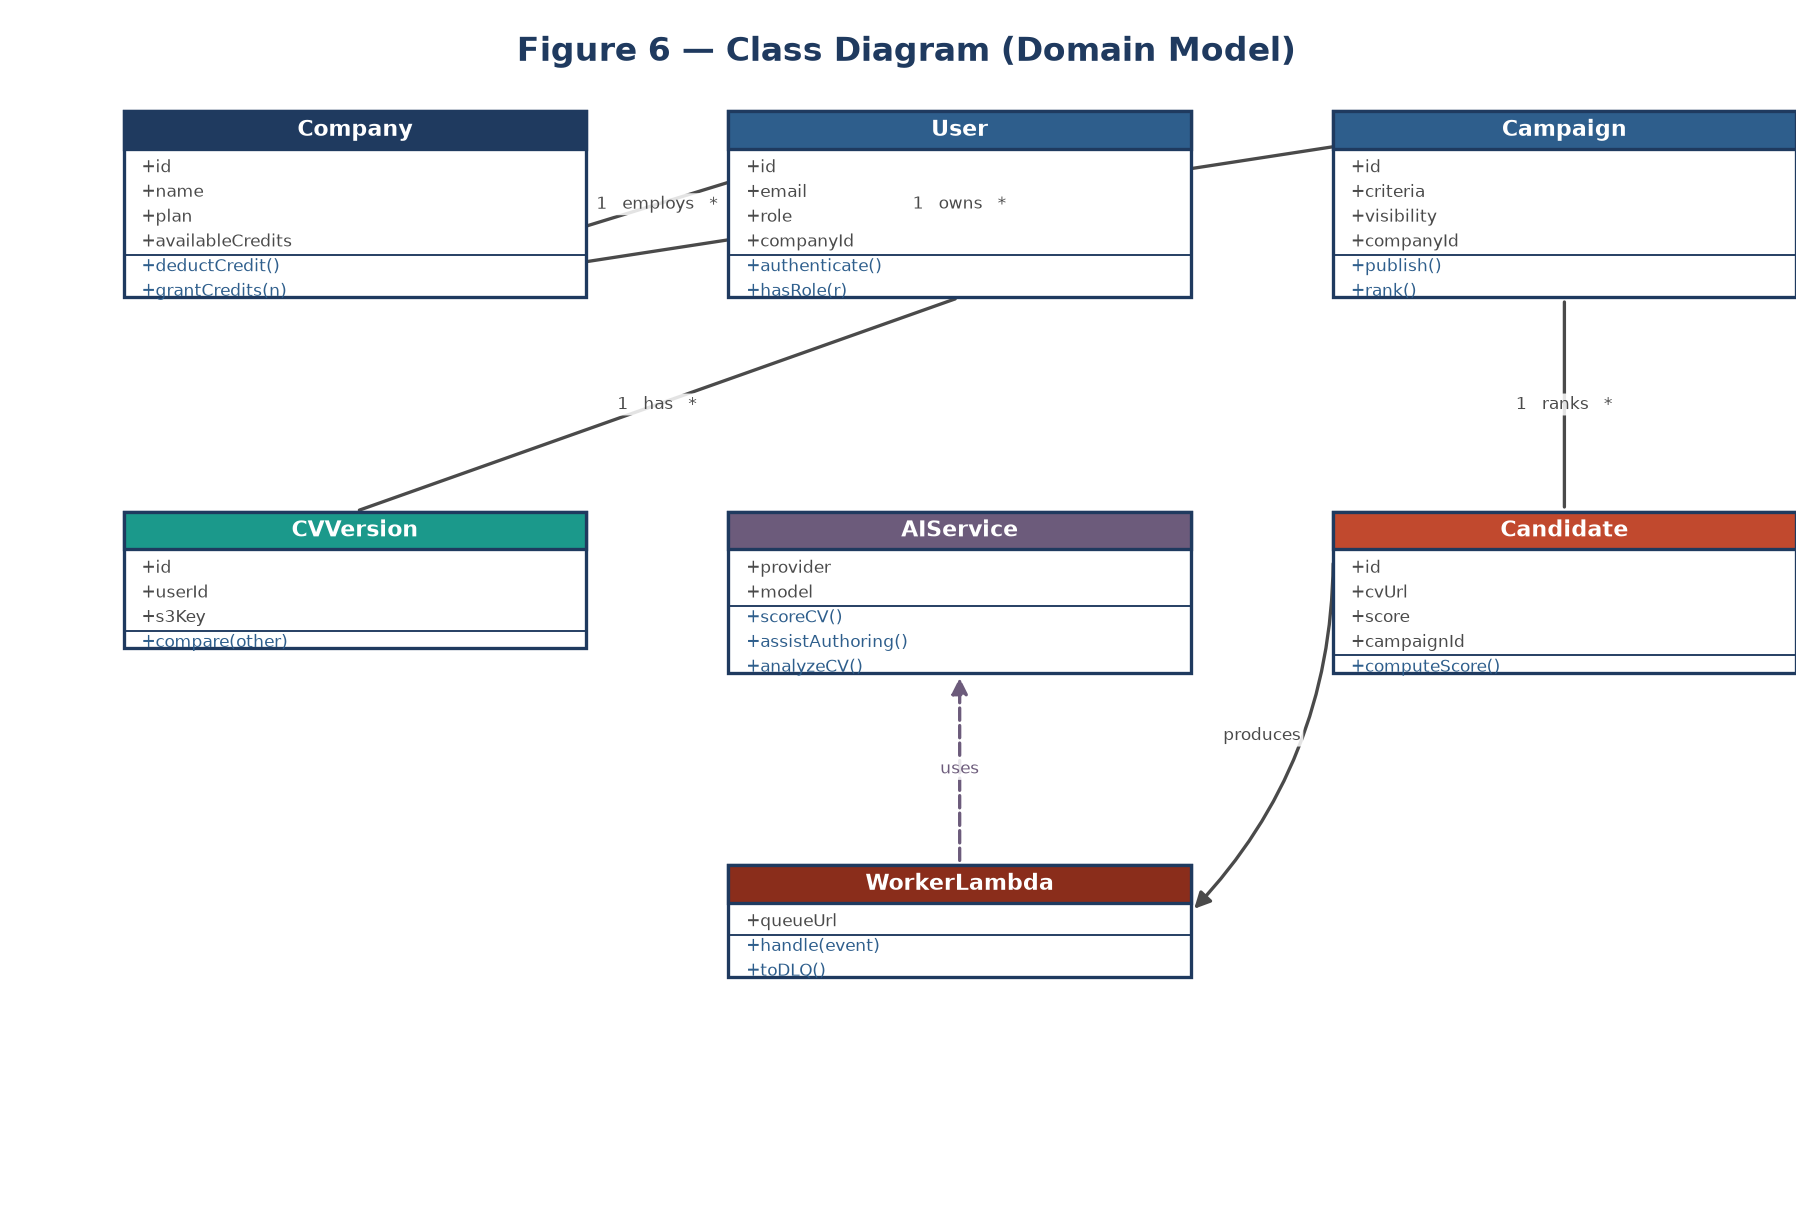 Figure 6 — Class Diagram (Domain Model)
Company
+id
+name
+plan
+availableCredits
+deductCredit()
+grantCredits(n)
1 employs *
User
+id
+email
+role
+companyId
+authenticate()
+hasRole(r)
1 owns *
Campaign
+id
+criteria
+visibility
+companyId
+publish()
+rank()
1 has *
1 ranks *
CVVersion
+id
+userId
+s3Key
+compare(other)
AIService
+provider
+model
+scoreCV()
+assistAuthoring()
+analyzeCV()
Candidate
+id
+cvUrl
+score
+campaignId
+computeScore()
produces
uses
WorkerLambda
+queueUrl
+handle(event)
+toDLQ()